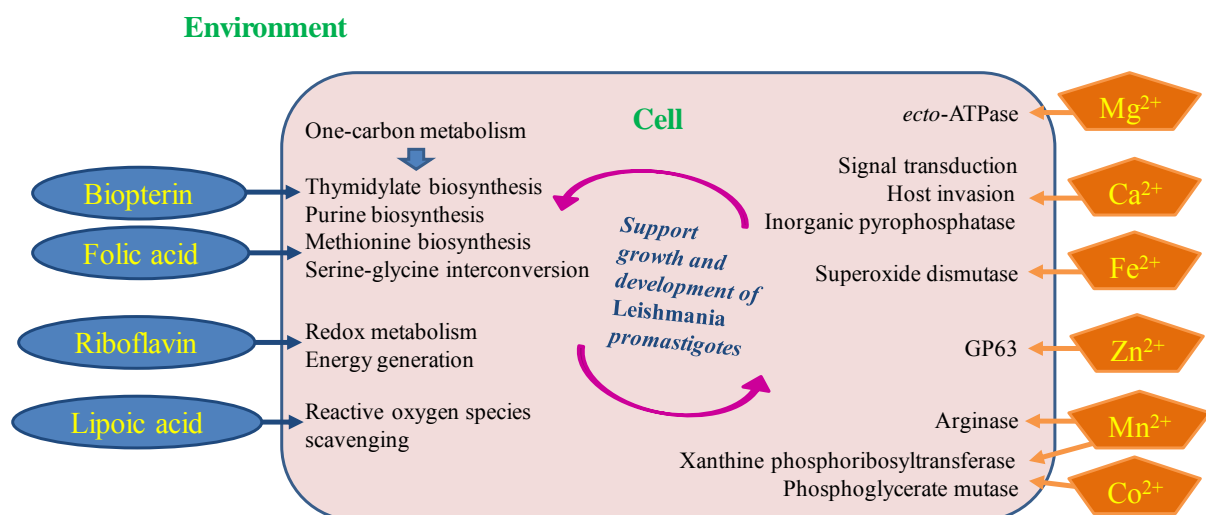 Environment
Cell
One-carbon metabolism
Biopterin
Thymidylate biosynthesis
Purine biosynthesis
Folic acid
Methionine biosynthesis
Serine-glycine interconversion
Riboflavin
Redox metabolism
Energy generation
Lipoic acid
Reactive oxygen species
scavenging
Support
growth and
development of
Leishmania
promastigotes
ecto-ATPase
Mg²⁺
Signal transduction
Host invasion
Inorganic pyrophosphatase
Ca²⁺
Superoxide dismutase
Fe²⁺
GP63
Zn²⁺
Arginase
Mn²⁺
Xanthine phosphoribosyltransferase
Phosphoglycerate mutase
Co²⁺